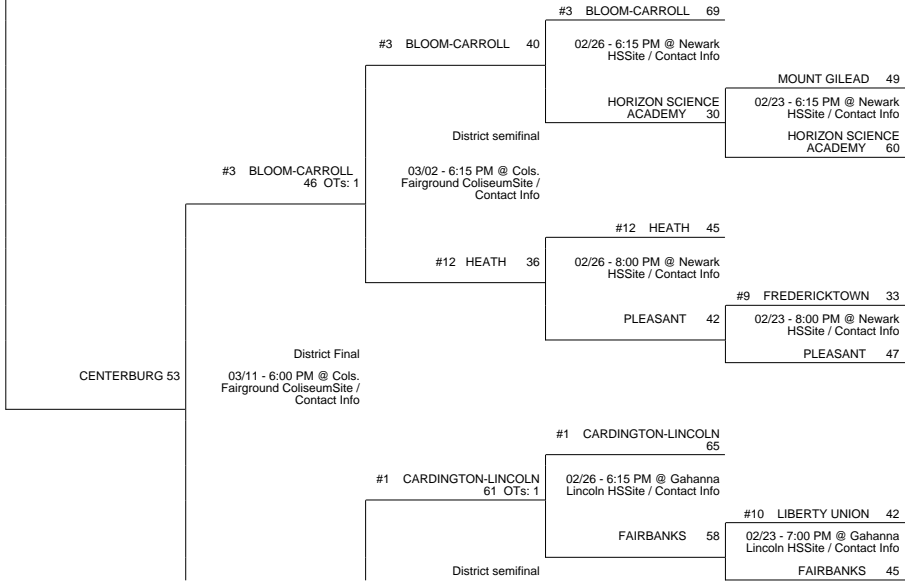 #3 BLOOM-CARROLL 69
#3 BLOOM-CARROLL 40
02/26 - 6:15 PM @ Newark
HSSite / Contact Info
MOUNT GILEAD 49
HORIZON SCIENCE
ACADEMY 30
02/23 - 6:15 PM @ Newark
HSSite / Contact Info
District semifinal
HORIZON SCIENCE
ACADEMY 60
#3 BLOOM-CARROLL
46 OTs: 1
03/02 - 6:15 PM @ Cols.
Fairground ColiseumSite /
Contact Info
#12 HEATH 45
#12 HEATH 36
02/26 - 8:00 PM @ Newark
HSSite / Contact Info
#9 FREDERICKTOWN 33
PLEASANT 42
02/23 - 8:00 PM @ Newark
HSSite / Contact Info
District Final
PLEASANT 47
CENTERBURG 53
03/11 - 6:00 PM @ Cols.
Fairground ColiseumSite /
Contact Info
#1 CARDINGTON-LINCOLN
65
#1 CARDINGTON-LINCOLN
61 OTs: 1
02/26 - 6:15 PM @ Gahanna
Lincoln HSSite / Contact Info
#10 LIBERTY UNION 42
FAIRBANKS 58
02/23 - 7:00 PM @ Gahanna
Lincoln HSSite / Contact Info
District semifinal
FAIRBANKS 45